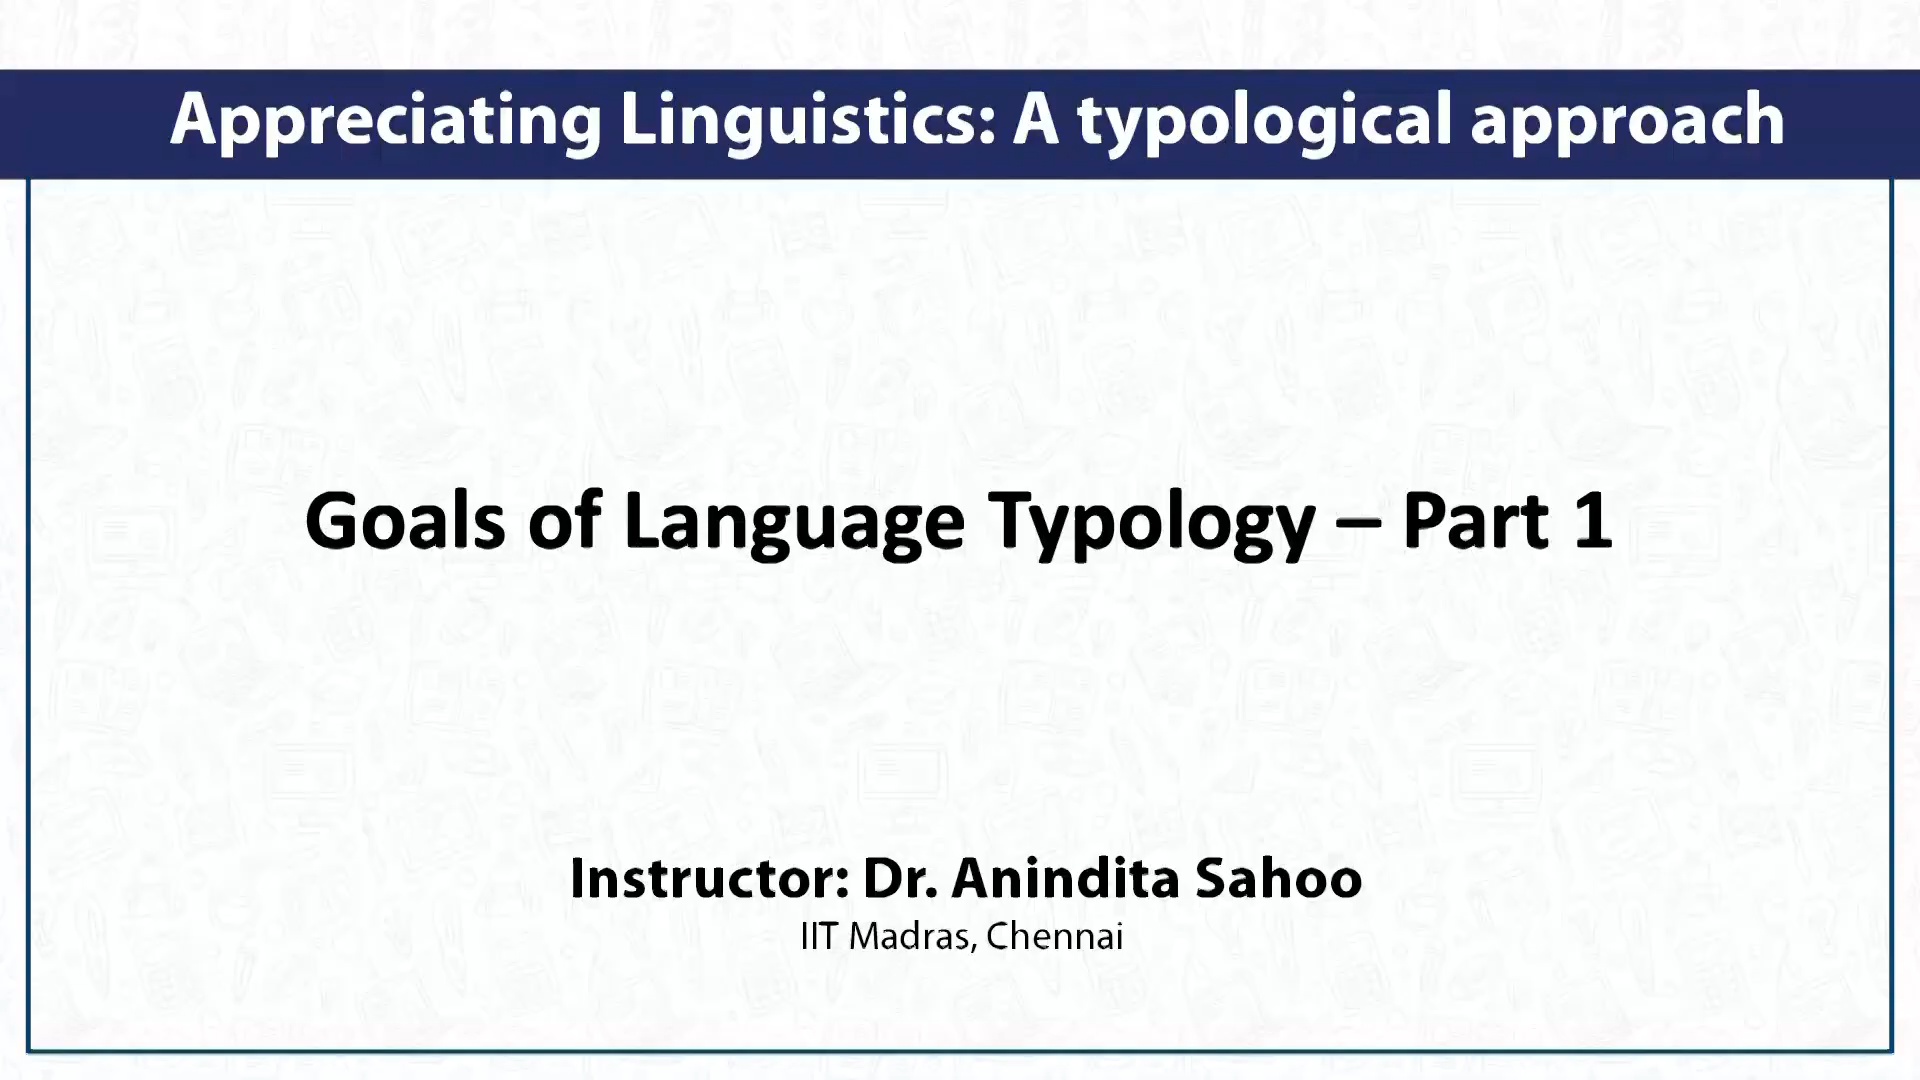 Appreciating Linguistics: A typological approach
Goals of Language Typology – Part 1
Instructor: Dr. Anindita Sahoo
IIT Madras, Chennai